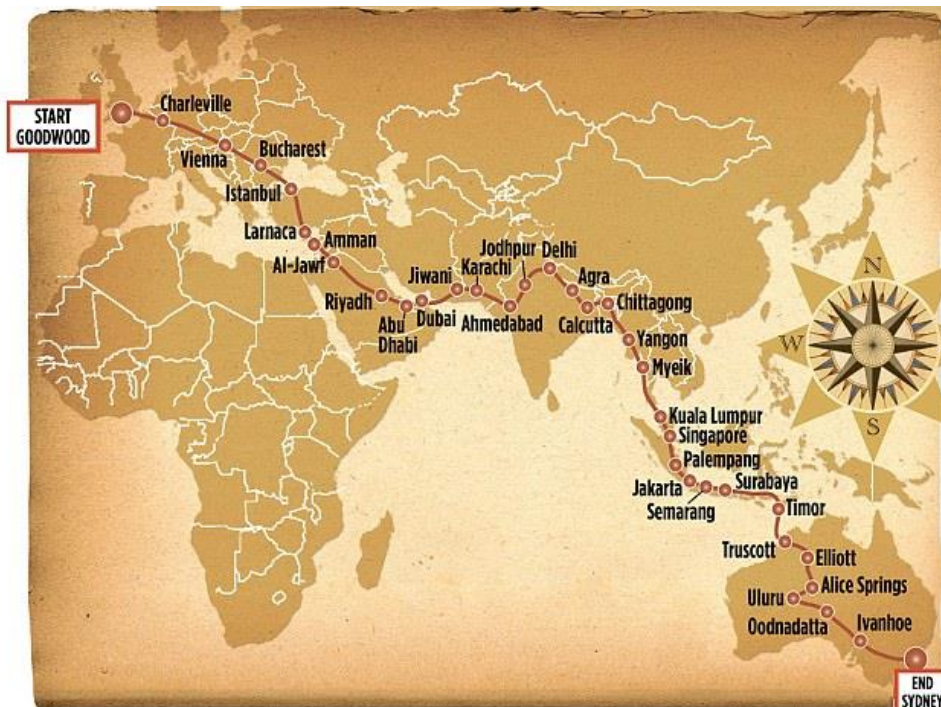 START
GOODWOOD
Charleville
Vienna
Bucharest
Istanbul
Larnaca
Amman
Al-Jawf
Riyadh
Abu
Dhabi
Dubai
Jiwani
Karachi
Ahmedabad
Jodhpur
Delhi
Agra
Calcutta
Chittagong
Yangon
Myeik
Kuala Lumpur
Singapore
Palempang
Jakarta
Semarang
Surabaya
Timor
Truscott
Elliott
Alice Springs
Uluru
Oodnadatta
Ivanhoe
END
SYDNEY
N
W
E
S